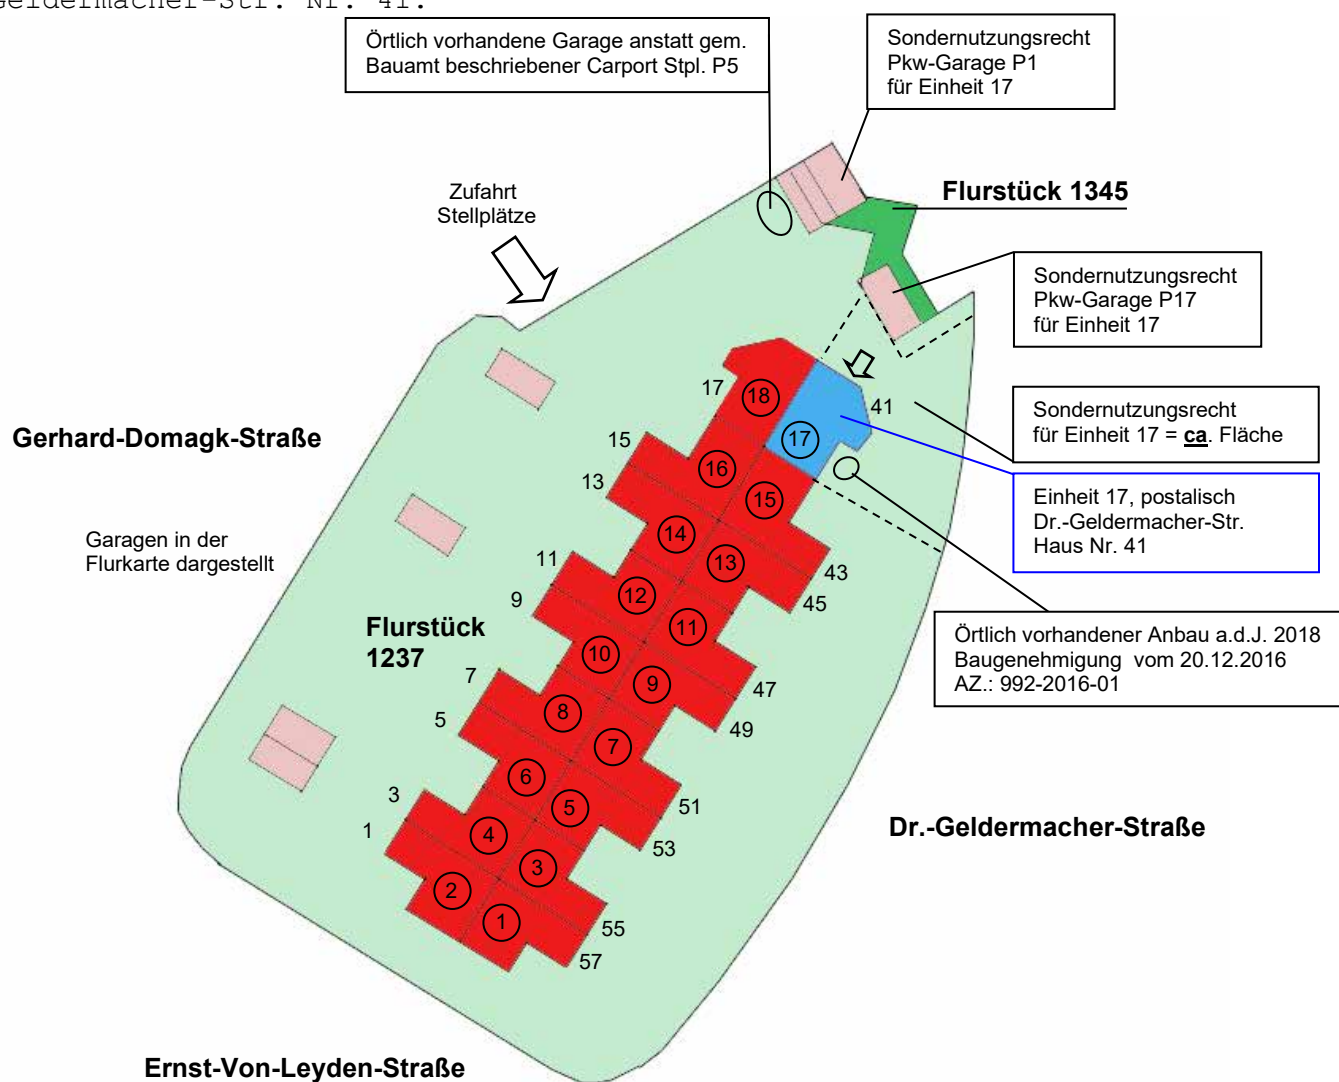 Geldermacher-Str. Nr. 41.
Örtlich vorhandene Garage anstatt gem.
Bauamt beschriebener Carport Stpl. P5
Sondernutzungsrecht
Pkw-Garage P1
für Einheit 17
Zufahrt
Stellplätze
Flurstück 1345
Sondernutzungsrecht
Pkw-Garage P17
für Einheit 17
Sondernutzungsrecht
für Einheit 17 = ca. Fläche
Einheit 17, postalisch
Dr.-Geldermacher-Str.
Haus Nr. 41
Örtlich vorhandener Anbau a.d.J. 2018
Baugenehmigung vom 20.12.2016
AZ.: 992-2016-01
Gerhard-Domagk-Straße
Garagen in der
Flurkarte dargestellt
Flurstück
1237
Dr.-Geldermacher-Straße
Ernst-Von-Leyden-Straße
17
18
41
17
15
16
15
13
14
13
43
45
11
12
11
9
10
9
47
49
7
8
7
5
6
5
51
53
3
4
3
1
2
1
55
57